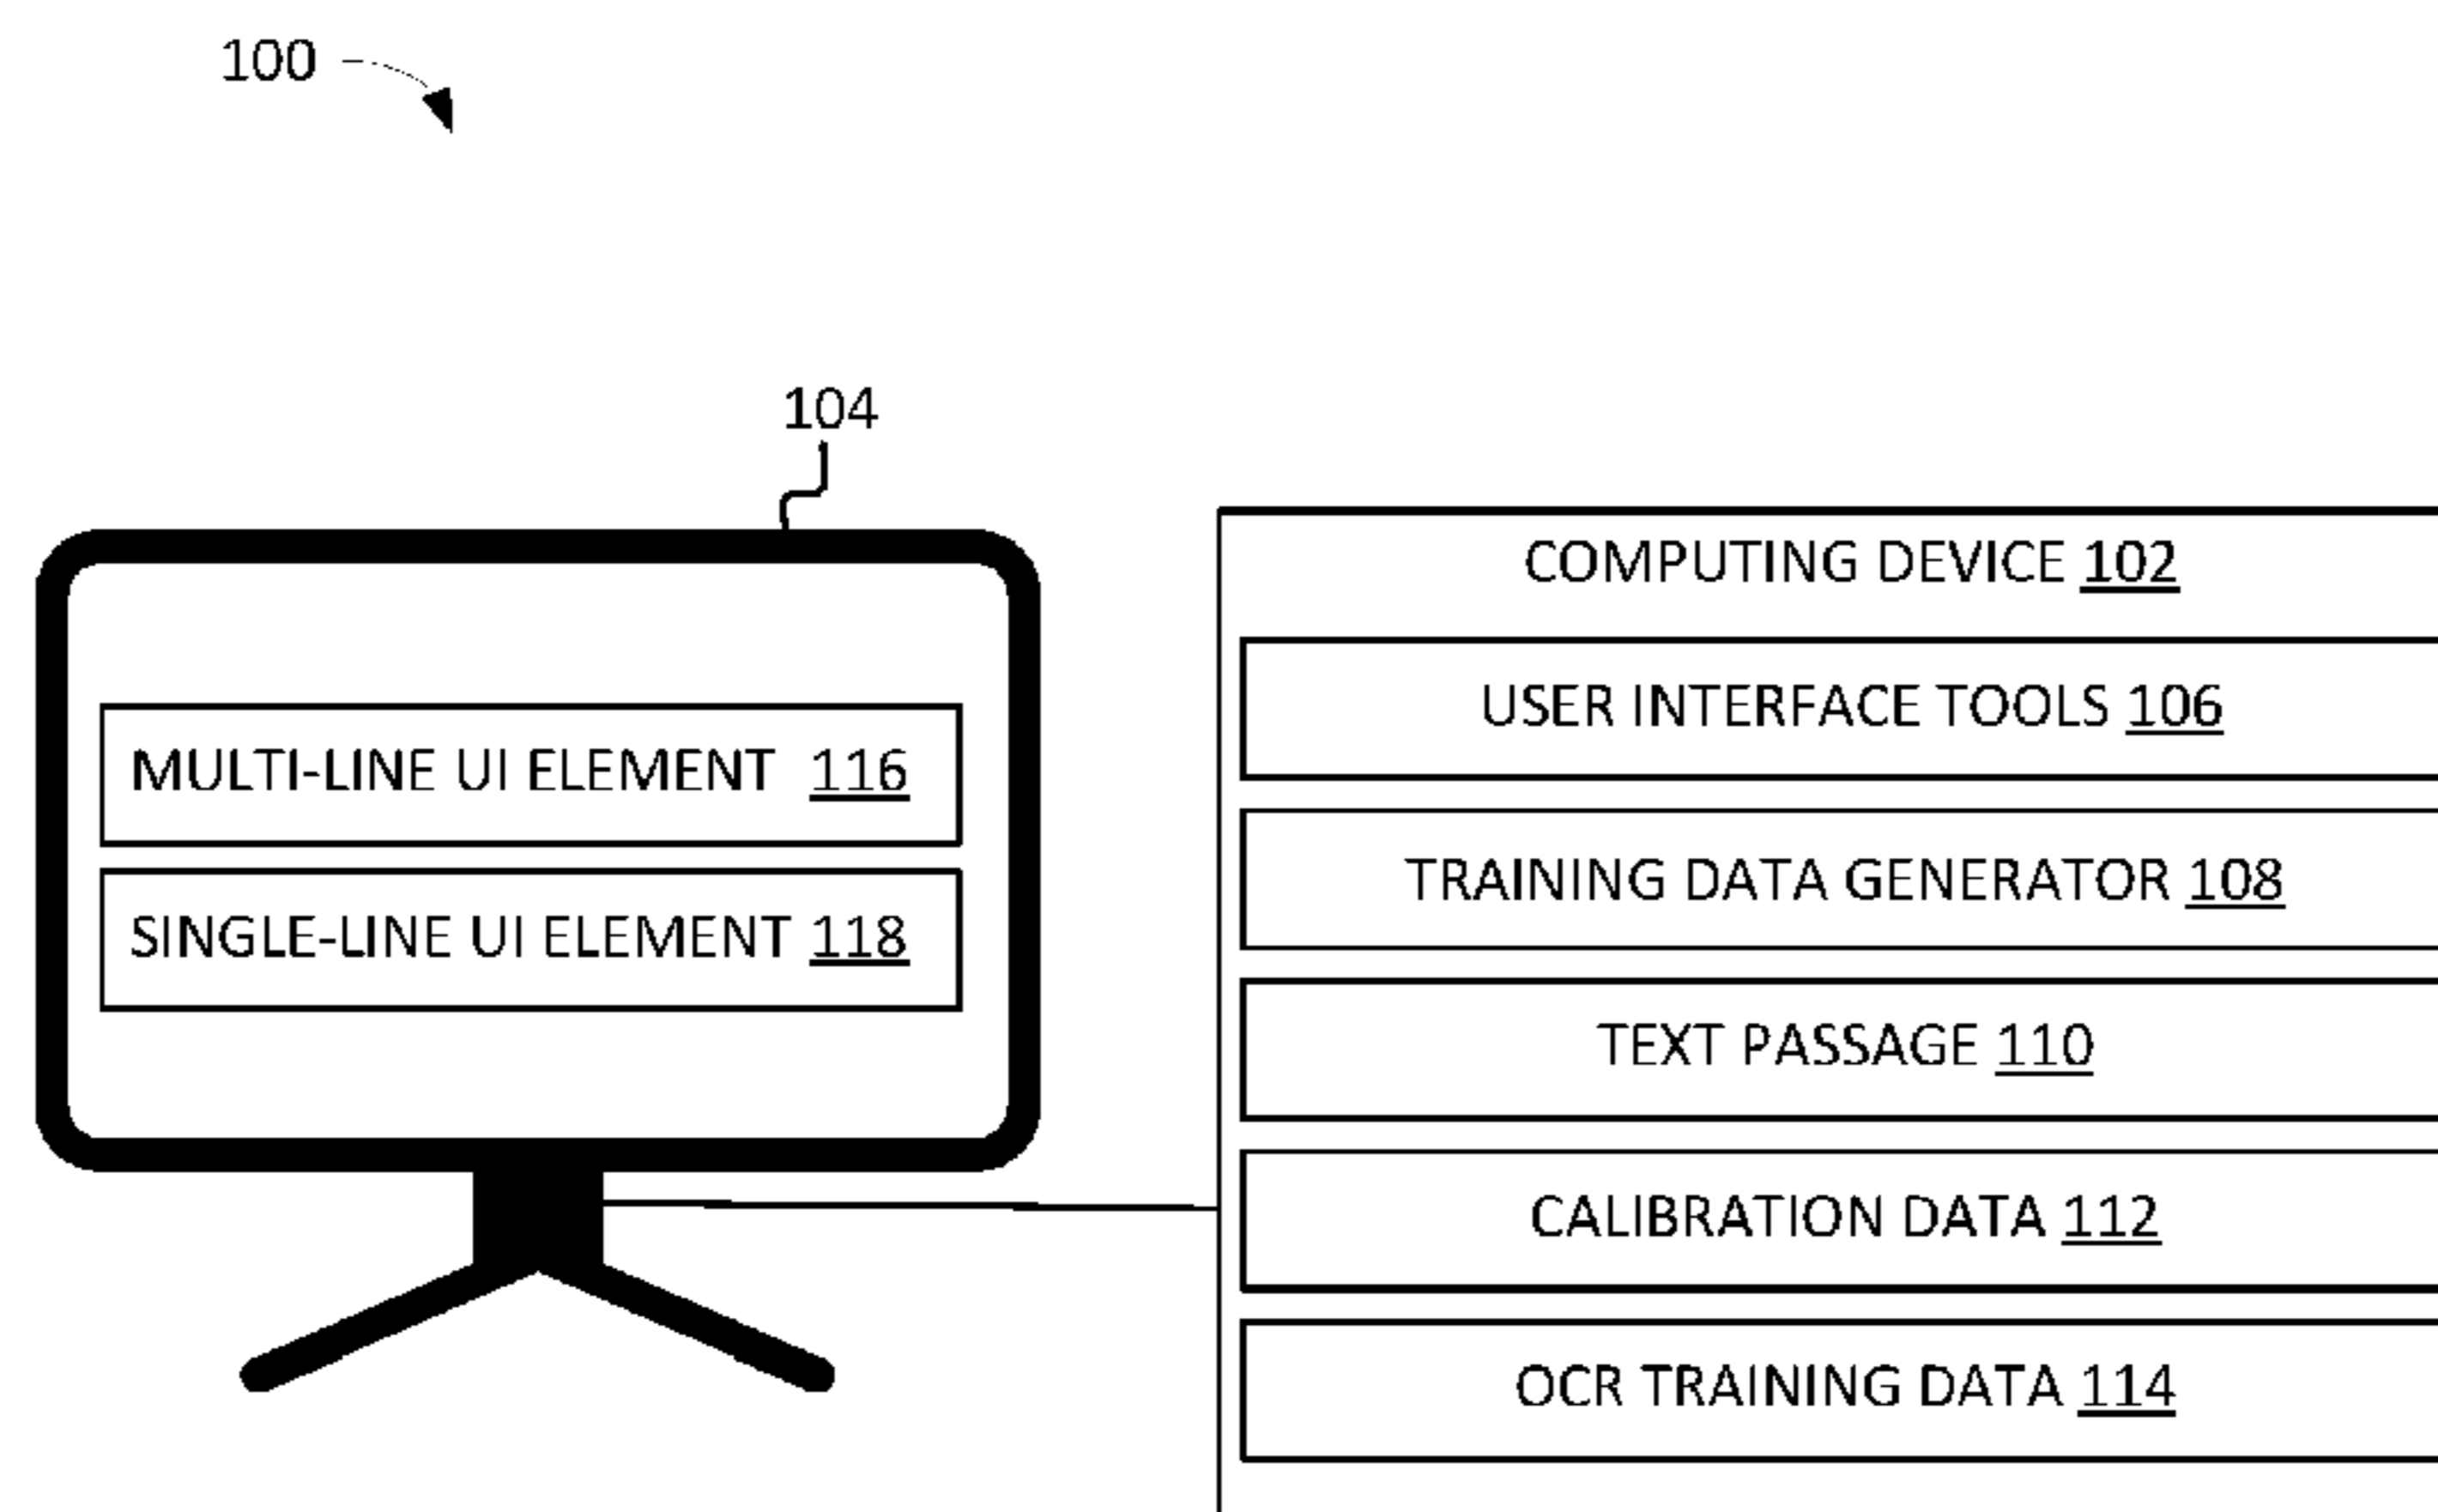 100
104
MULTI-LINE UI ELEMENT 116
SINGLE-LINE UI ELEMENT 118
COMPUTING DEVICE 102
USER INTERFACE TOOLS 106
TRAINING DATA GENERATOR 108
TEXT PASSAGE 110
CALIBRATION DATA 112
OCR TRAINING DATA 114